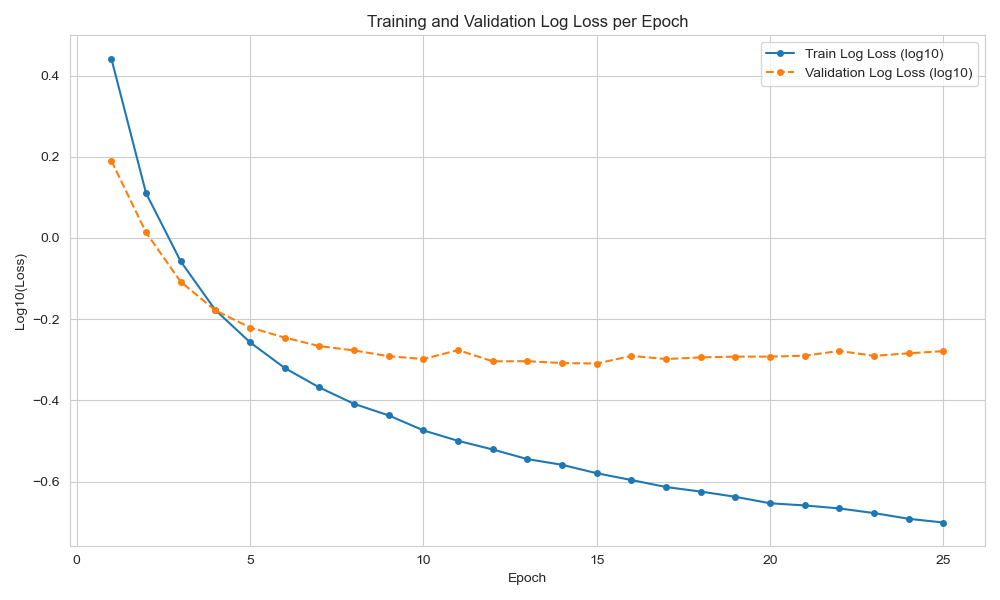 Training and Validation Log Loss per Epoch
Train Log Loss (log10)
Validation Log Loss (log10)
Log10(Loss)
0.4
0.2
0.0
−0.2
−0.4
−0.6
0 5 10 15 20 25
Epoch